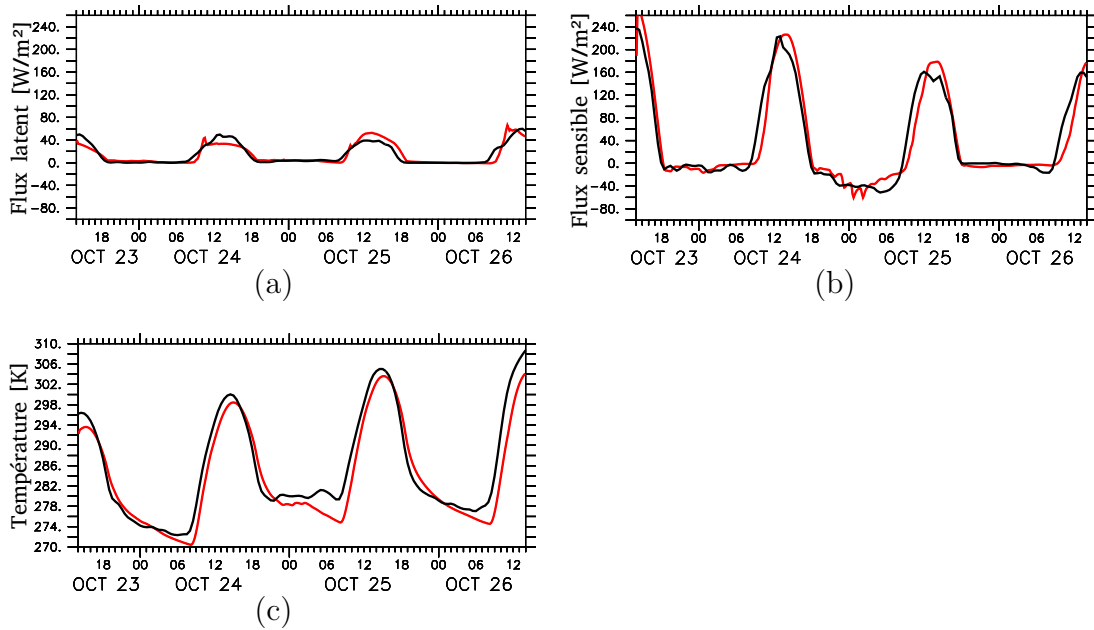 Flux latent [W/m²]
240.
200.
160.
120.
80.
40.
0.
-40.
-80.
18 00 06 12 18 00 06 12 18 00 06 12
OCT 23 OCT 24 OCT 25 OCT 26
(a)
Flux sensible [W/m²]
240.
200.
160.
120.
80.
40.
0.
-40.
-80.
18 00 06 12 18 00 06 12 18 00 06 12
OCT 23 OCT 24 OCT 25 OCT 26
(b)
Température [K]
310.
306.
302.
298.
294.
290.
286.
282.
278.
274.
270.
18 00 06 12 18 00 06 12 18 00 06 12
OCT 23 OCT 24 OCT 25 OCT 26
(c)